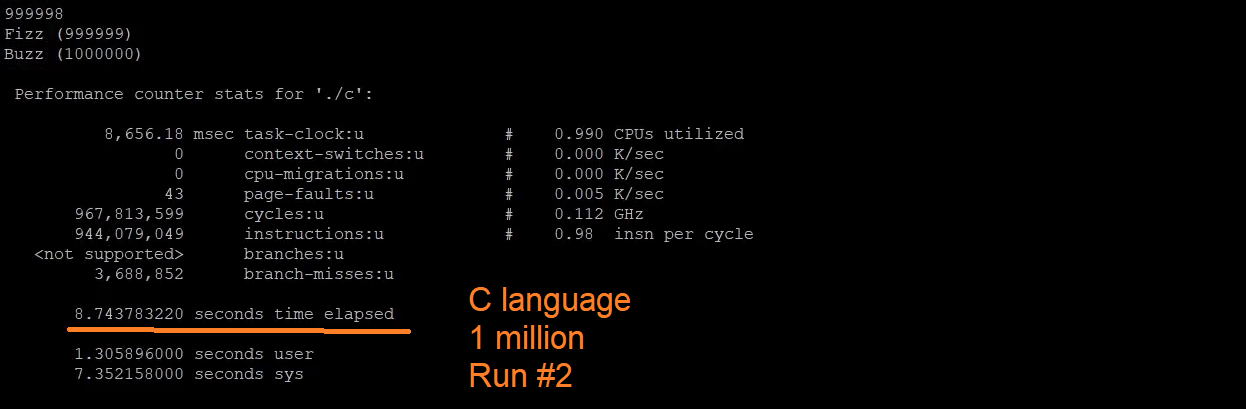 999998
Fizz (999999)
Buzz (1000000)
Performance counter stats for './c':
8,656.18 msec task-clock:u # 0.990 CPUs utilized
0 context-switches:u # 0.000 K/sec
0 cpu-migrations:u # 0.000 K/sec
43 page-faults:u # 0.005 K/sec
967,813,599 cycles:u # 0.112 GHz
944,079,049 instructions:u # 0.98 insn per cycle
<not supported> branches:u
3,688,852 branch-misses:u
8.743783220 seconds time elapsed
1.305896000 seconds user
7.352158000 seconds sys
C language
1 million
Run #2